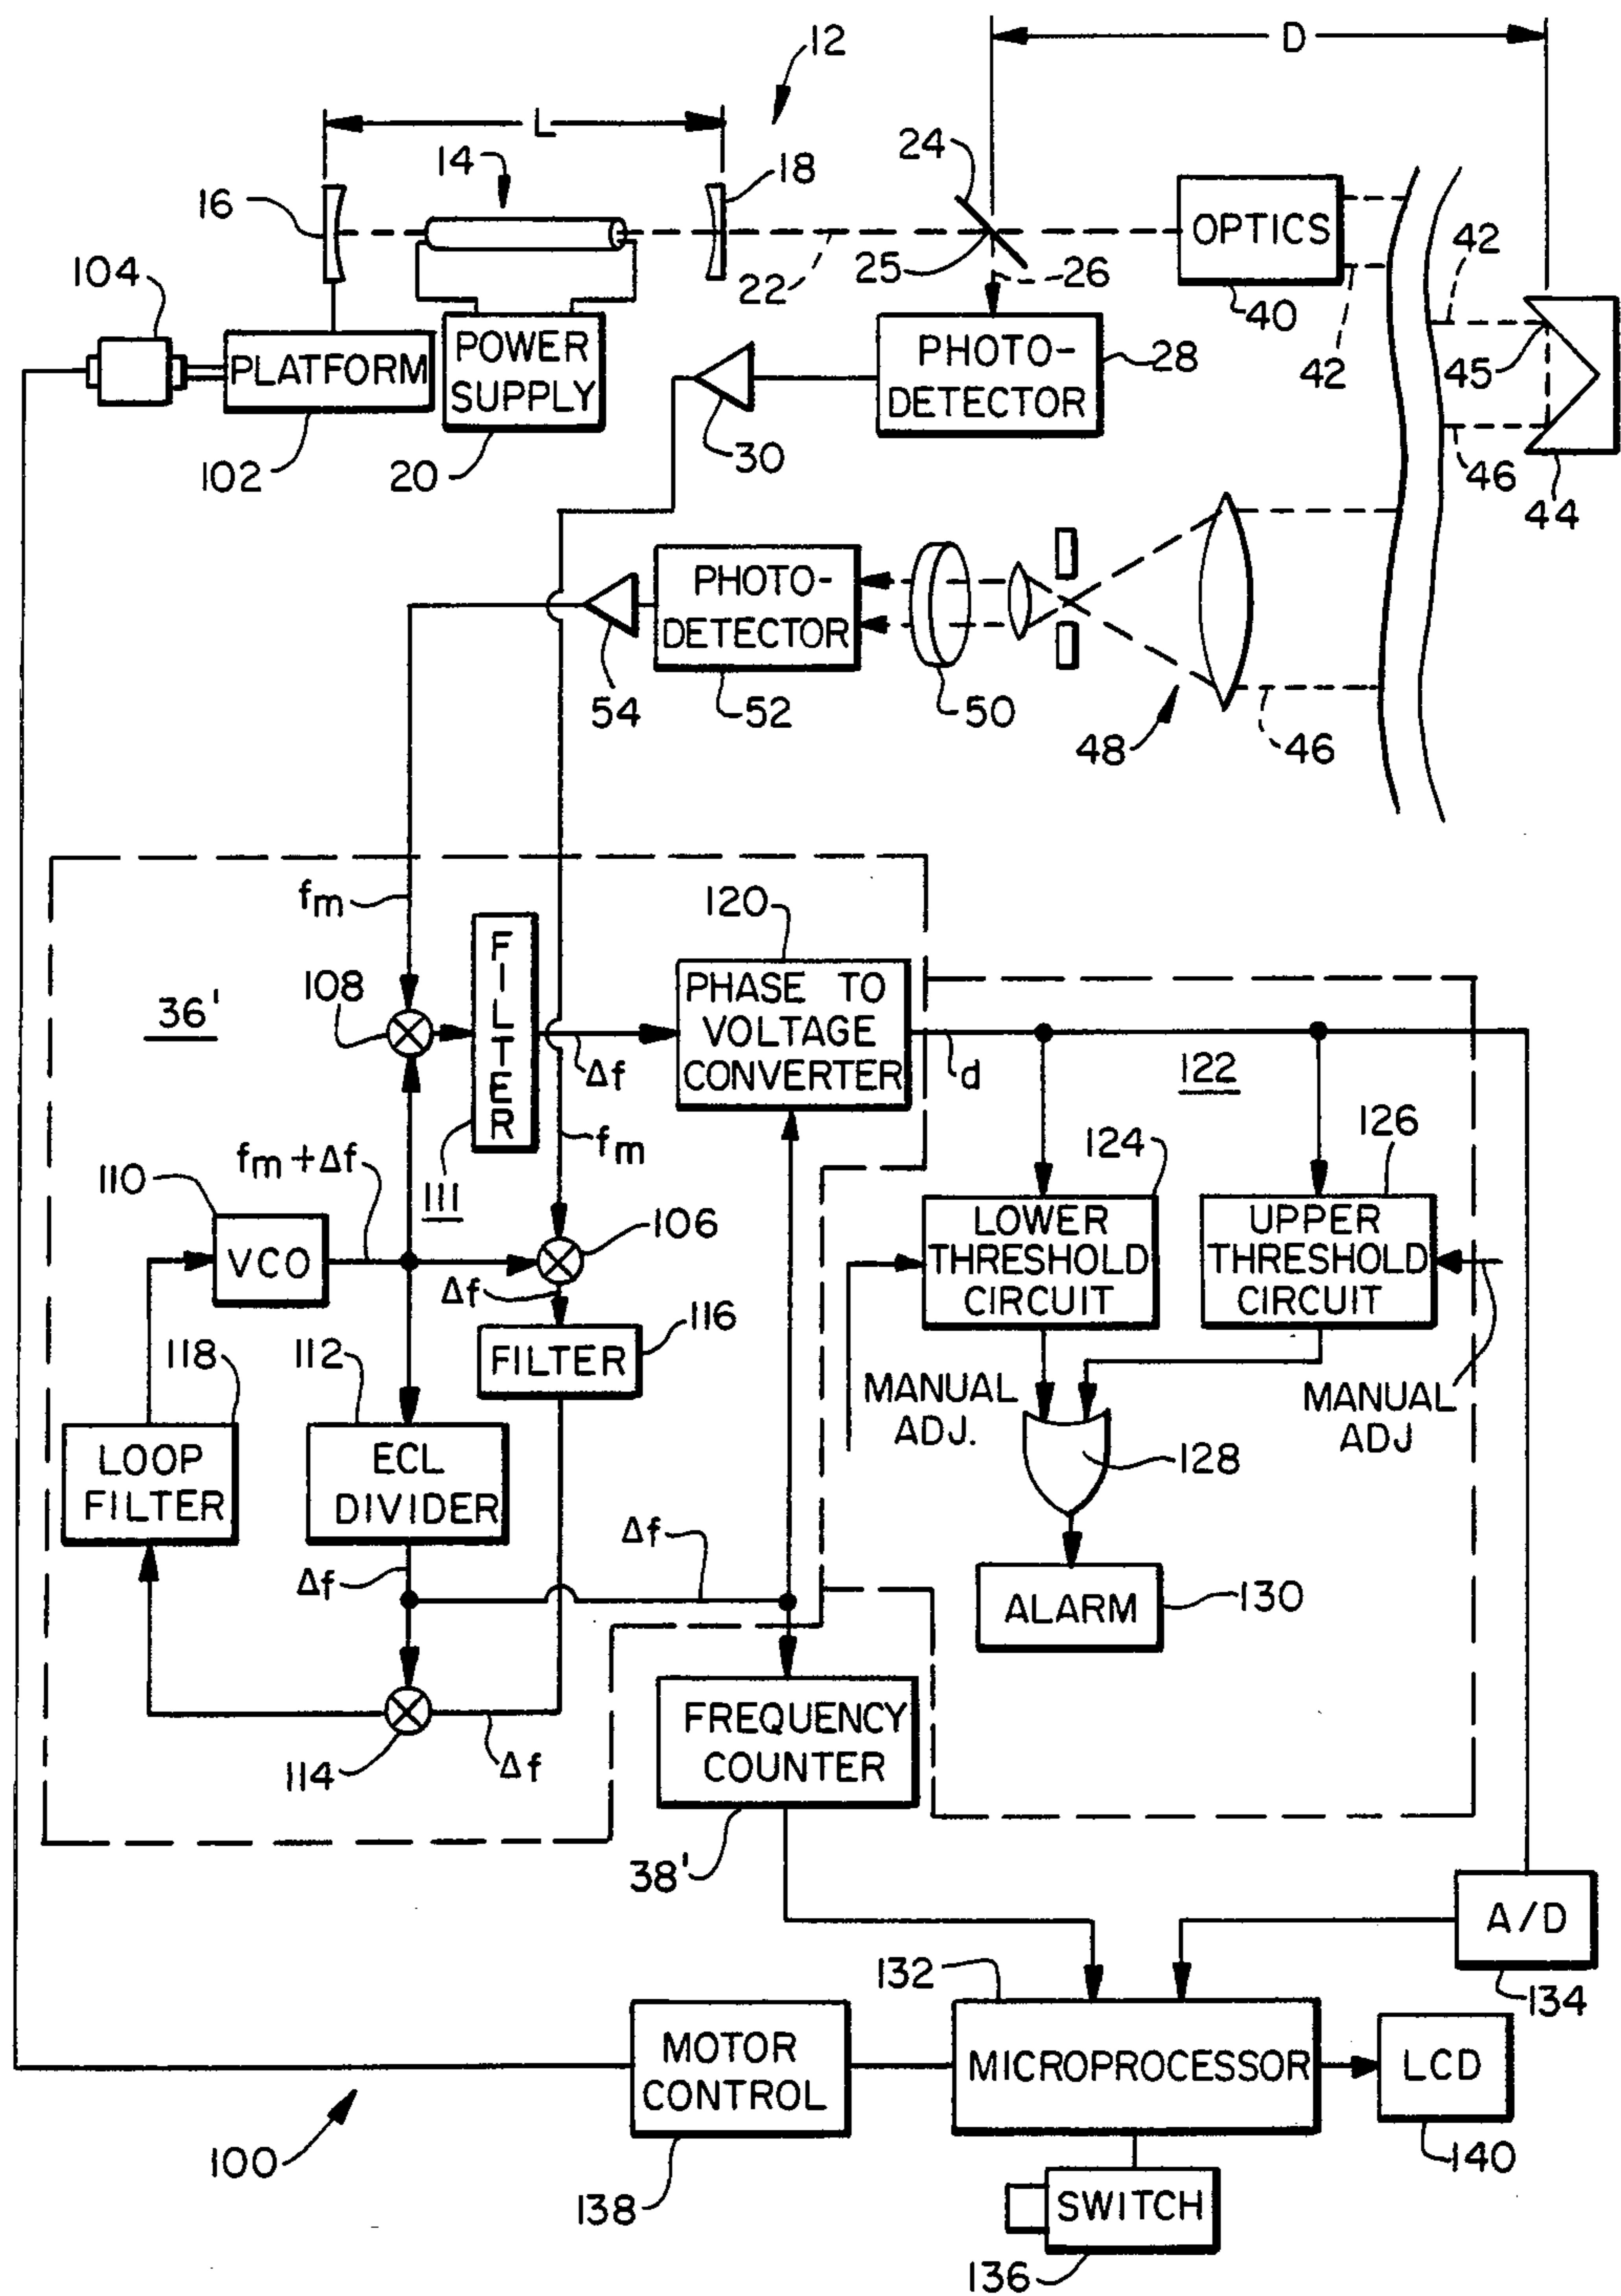 D
12
L
24
14
18
16
OPTICS
42
25
26
104
22
40
POWER
SUPPLY
PHOTO-
DETECTOR
28
42
45
PLATFORM
30
46
102
20
44
PHOTO-
DETECTOR
54
52
50
48
46
fm
120
FILTER
PHASE TO
VOLTAGE
CONVERTER
108
36'
Δf
d
122
fm
126
124
fm + Δf
110
111
106
LOWER
THRESHOLD
CIRCUIT
UPPER
THRESHOLD
CIRCUIT
VCO
Δf
116
118
112
FILTER
MANUAL
ADJ.
MANUAL
ADJ
LOOP
FILTER
ECL
DIVIDER
128
Δf
Δf
ALARM
130
FREQUENCY
COUNTER
114
Δf
38'
A/D
132
134
MOTOR
CONTROL
MICROPROCESSOR
LCD
100
140
138
SWITCH
136